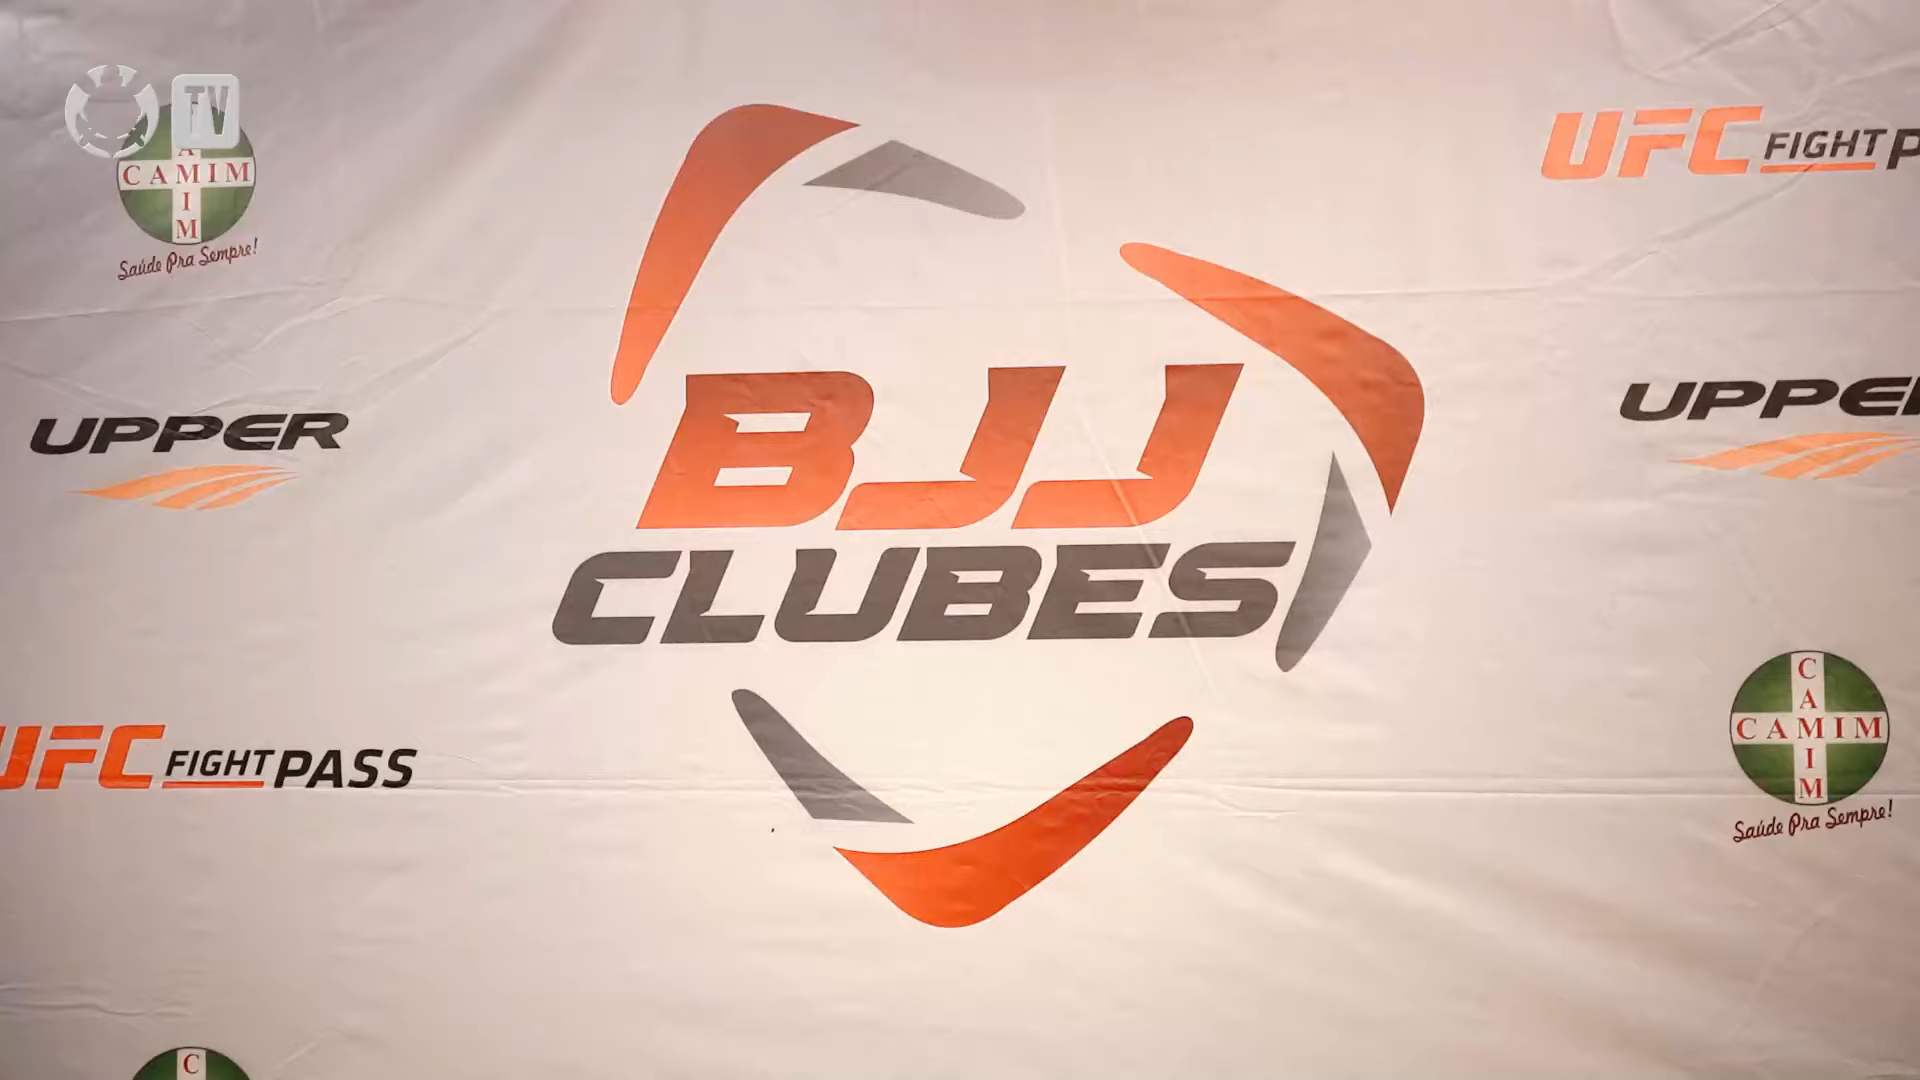 TV
CAMIM
CAMIM
Saúde Pra Sempre!
UFC FIGHT P
BJJ
CLUBES
UPPER
UPPE
UFC FIGHT PASS
CAMIM
CAMIM
Saúde Pra Sempre!
C